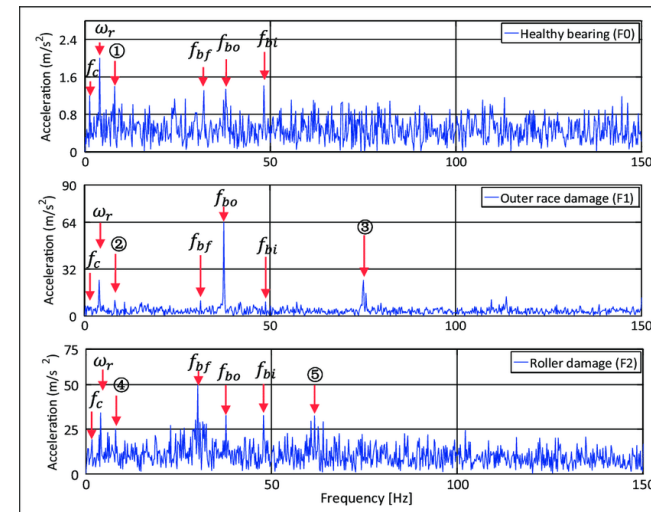 Healthy bearing (F0)
Acceleration (m/s²)
2.4
1.6
0.8
0
ω_r
①
f_c
f_bf
f_bo
f_bi
0
50
100
150
Outer race damage (F1)
Acceleration (m/s²)
90
64
32
0
ω_r
②
f_c
f_bf
f_bo
f_bi
③
0
50
100
150
Roller damage (F2)
Acceleration (m/s²)
75
50
25
0
ω_r
④
f_c
f_bf
f_bo
f_bi
⑤
0
50
100
150
Frequency [Hz]